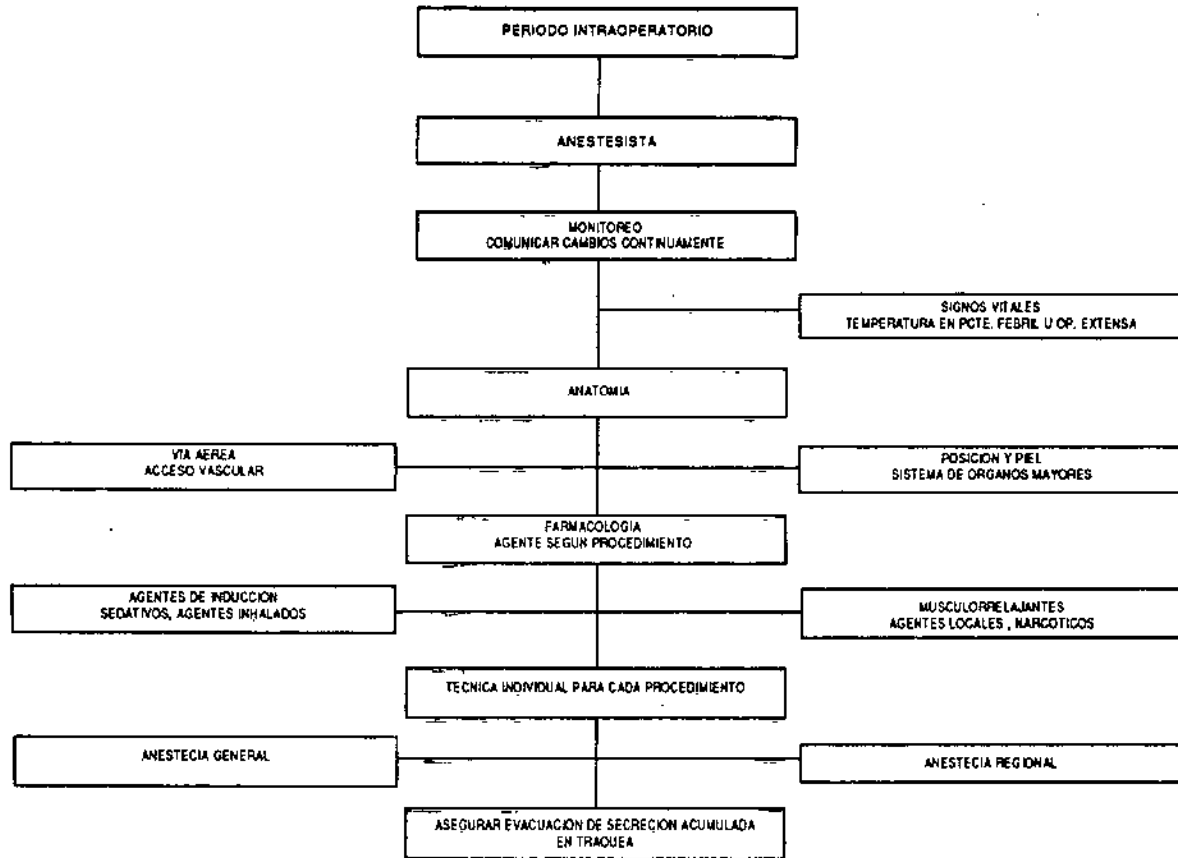 PERIODO INTRAOPERATORIO
ANESTESISTA
MONITOREO
COMUNICAR CAMBIOS CONTINUAMENTE
SIGNOS VITALES
TEMPERATURA EN PCTE. FEBRIL U OP. EXTENSA
ANATOMIA
VIA AEREA
ACCESO VASCULAR
POSICION Y PIEL
SISTEMA DE ORGANOS MAYORES
FARMACOLOGIA
AGENTE SEGUN PROCEDIMIENTO
AGENTES DE INDUCCION
SEDATIVOS, AGENTES INHALADOS
MUSCULORRELAJANTES
AGENTES LOCALES , NARCOTICOS
TECNICA INDIVIDUAL PARA CADA PROCEDIMIENTO
ANESTECIA GENERAL
ANESTECIA REGIONAL
ASEGURAR EVACUACION DE SECRECION ACUMULADA
EN TRAQUEA